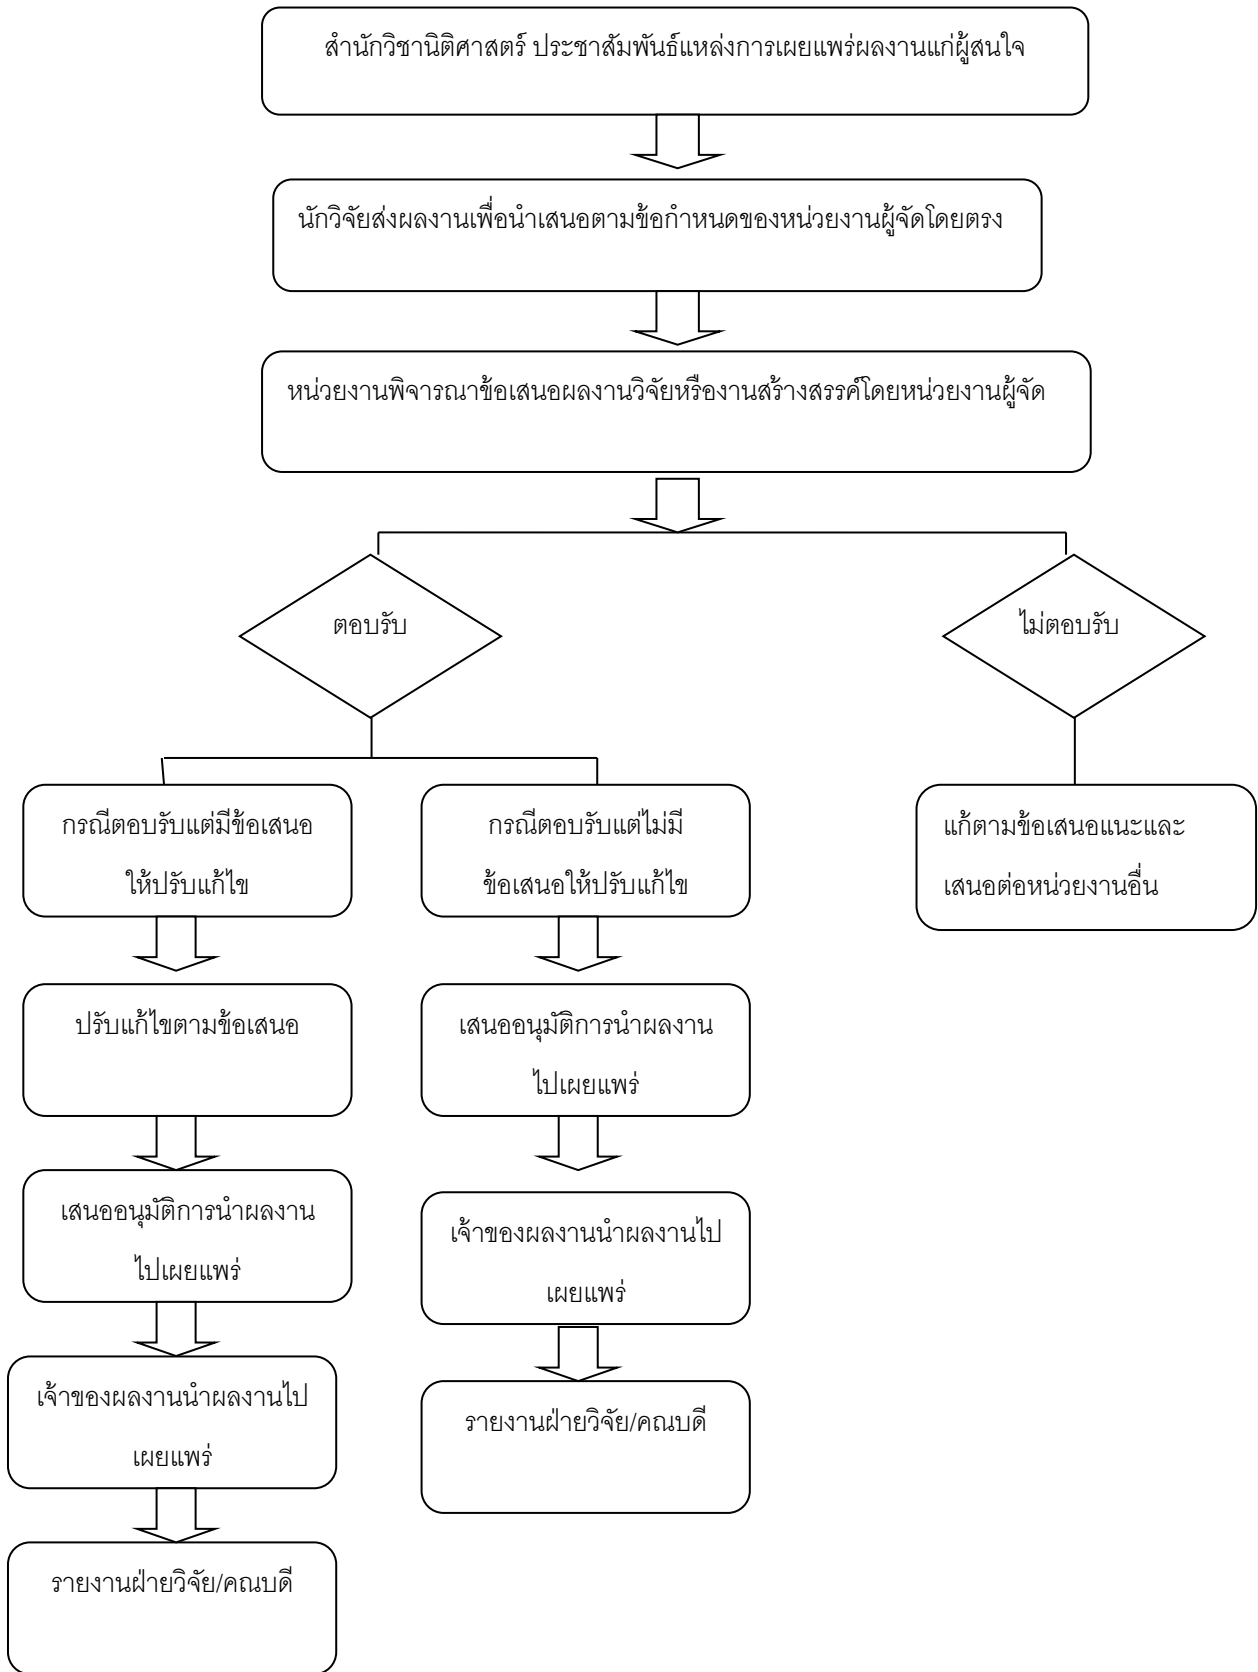 สำนักวิชานิติศาสตร์ ประชาสัมพันธ์แหล่งการเผยแพร่ผลงานแก่ผู้สนใจ
นักวิจัยส่งผลงานเพื่อนำเสนอตามข้อกำหนดของหน่วยงานผู้จัดโดยตรง
หน่วยงานพิจารณาข้อเสนอผลงานวิจัยหรืองานสร้างสรรค์โดยหน่วยงานผู้จัด
ตอบรับ
ไม่ตอบรับ
กรณีตอบรับแต่มีข้อเสนอ
ให้ปรับแก้ไข
กรณีตอบรับแต่ไม่มี
ข้อเสนอให้ปรับแก้ไข
แก้ตามข้อเสนอแนะและ
เสนอต่อหน่วยงานอื่น
ปรับแก้ไขตามข้อเสนอ
เสนออนุมัติการนำผลงาน
ไปเผยแพร่
เสนออนุมัติการนำผลงาน
ไปเผยแพร่
เจ้าของผลงานนำผลงานไป
เผยแพร่
เจ้าของผลงานนำผลงานไป
เผยแพร่
รายงานฝ่ายวิจัย/คณบดี
รายงานฝ่ายวิจัย/คณบดี